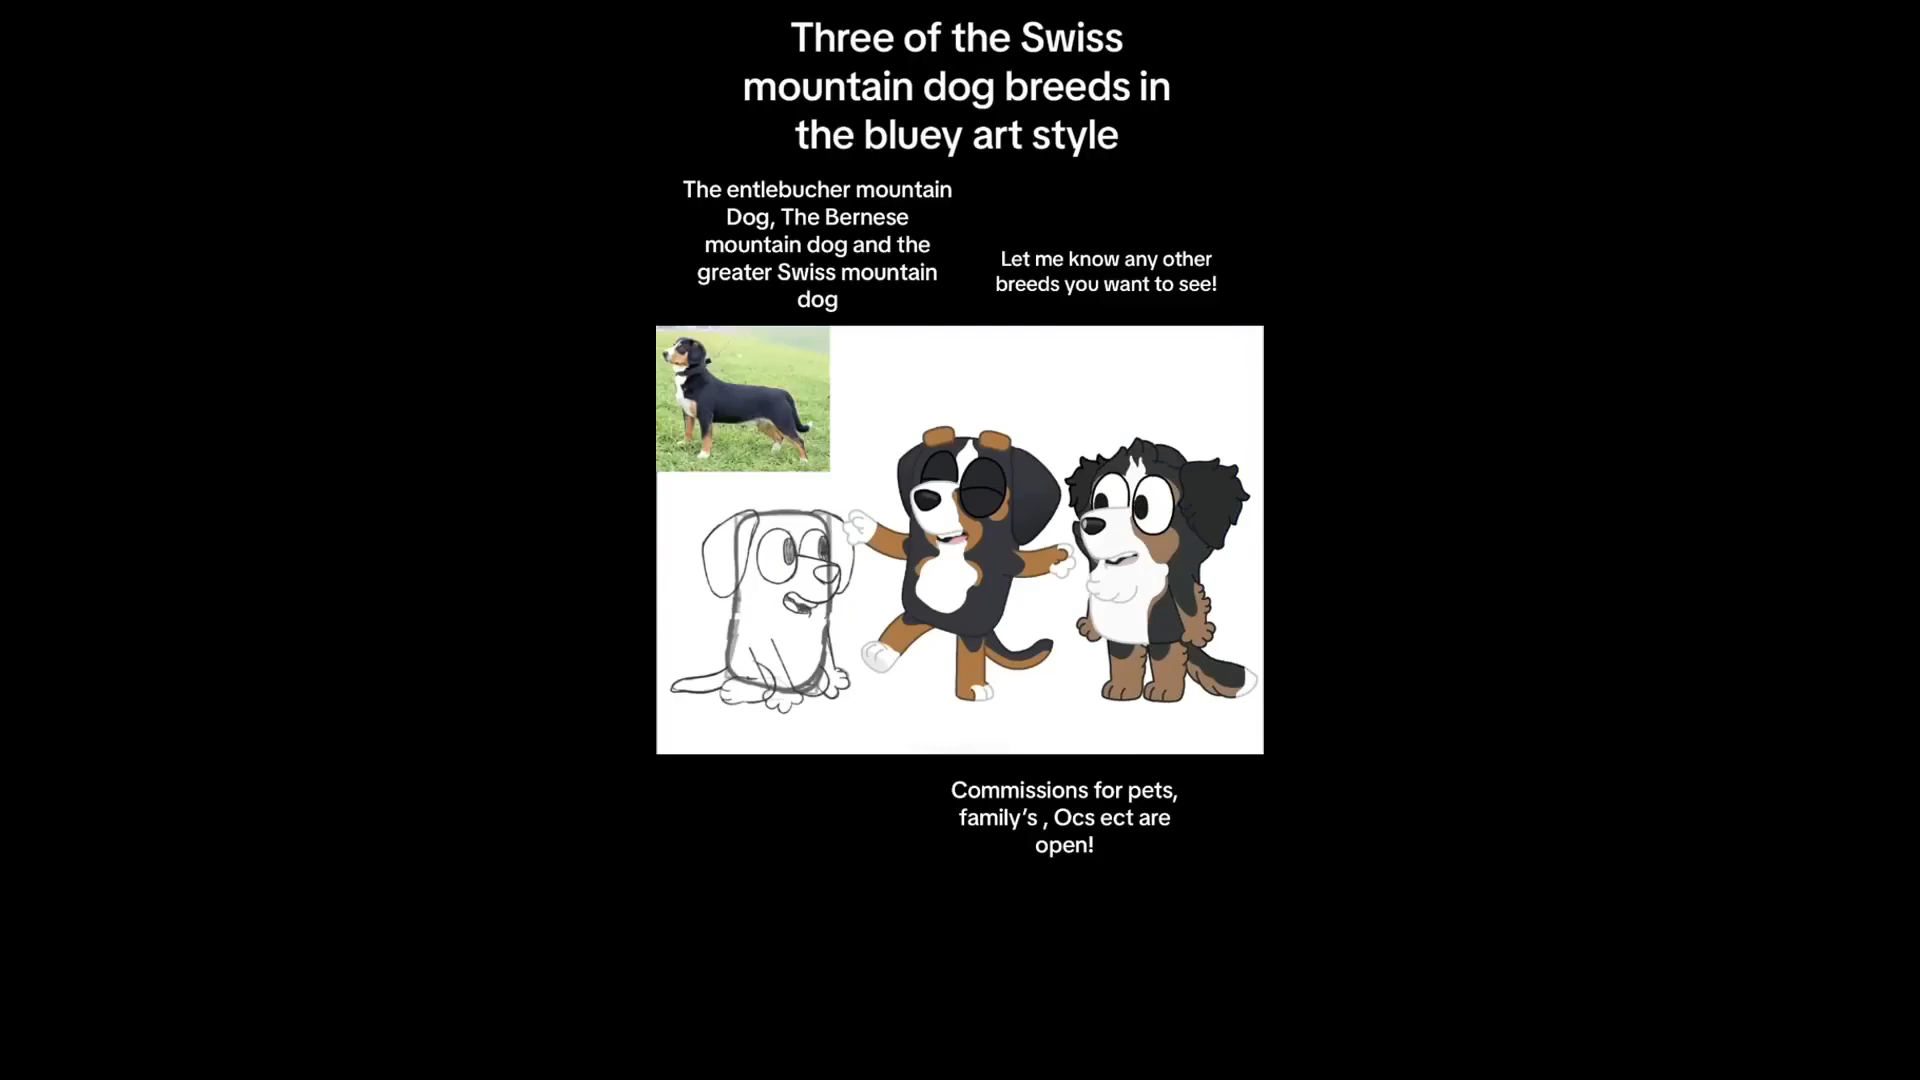 Three of the Swiss
mountain dog breeds in
the bluey art style
The entlebucher mountain
Dog, The Bernese
mountain dog and the
greater Swiss mountain
dog
Let me know any other
breeds you want to see!
Commissions for pets,
family’s , Ocs ect are
open!